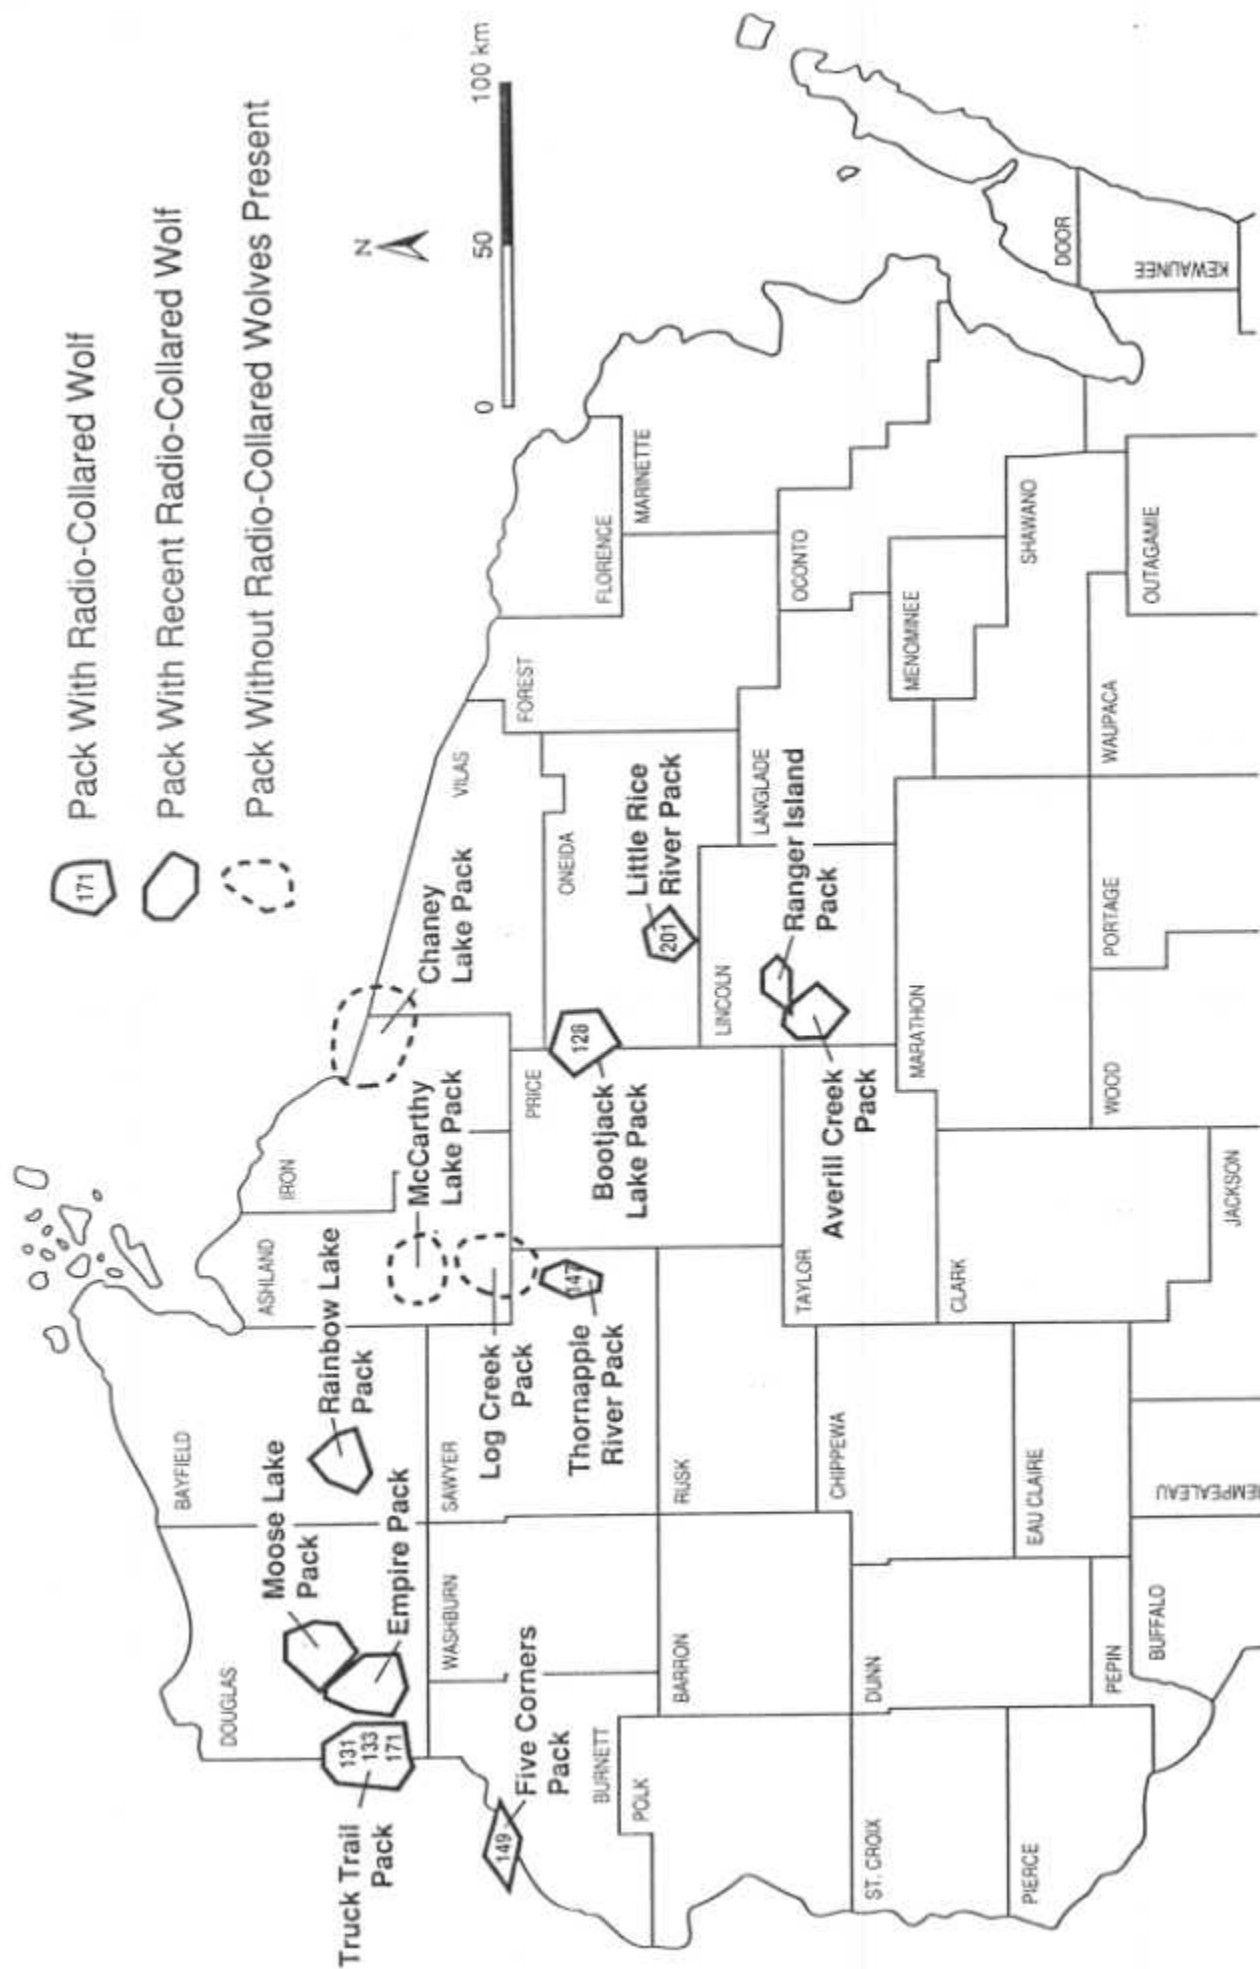 171 Pack With Radio-Collared Wolf
Pack With Recent Radio-Collared Wolf
Pack Without Radio-Collared Wolves Present
N
0 50 100 km
DOUGLAS
BAYFIELD
ASHLAND
IRON
VILAS
Truck Trail
Pack
131
133
171
Moose Lake
Pack
Empire Pack
Rainbow Lake
Pack
McCarthy
Lake Pack
Chaney
Lake Pack
Five Corners
Pack
149
WASHBURN
SAWYER
Log Creek
Pack
Thornapple
River Pack
147
PRICE
Bootjack
Lake Pack
128
ONEIDA
FOREST
FLORENCE
MARINETTE
Little Rice
River Pack
201
BURNETT
POLK
BARRON
RUSK
LINCOLN
LANGLADE
OCONTO
Ranger Island
Pack
Averill Creek
Pack
TAYLOR
CHIPPEWA
ST. CROIX
DUNN
CLARK
MARATHON
MENOMINEE
SHAWANO
DOOR
KEWAUNEE
PIERCE
PEPIN
EAU CLAIRE
BUFFALO
EMPEALEAU
JACKSON
WOOD
PORTAGE
WAUPACA
OUTAGAMIE